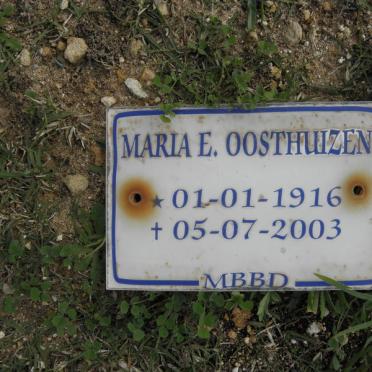 MARIA E. OOSTHUIZEN
★ 01-01-1916
✝ 05-07-2003
MBBD